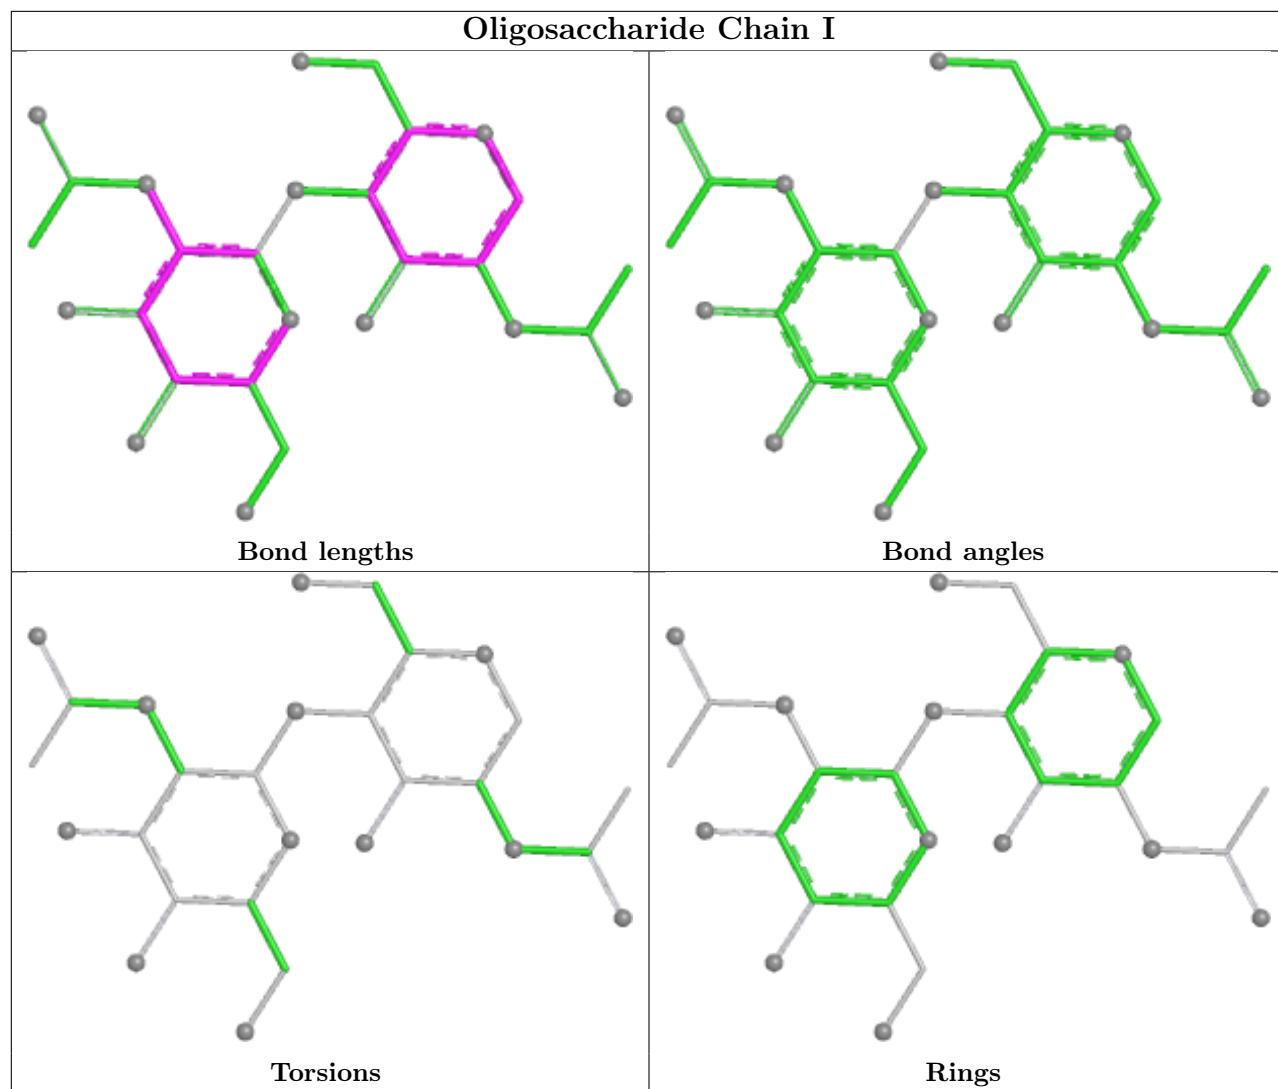 Oligosaccharide Chain I
Bond lengths
Bond angles
Torsions
Rings